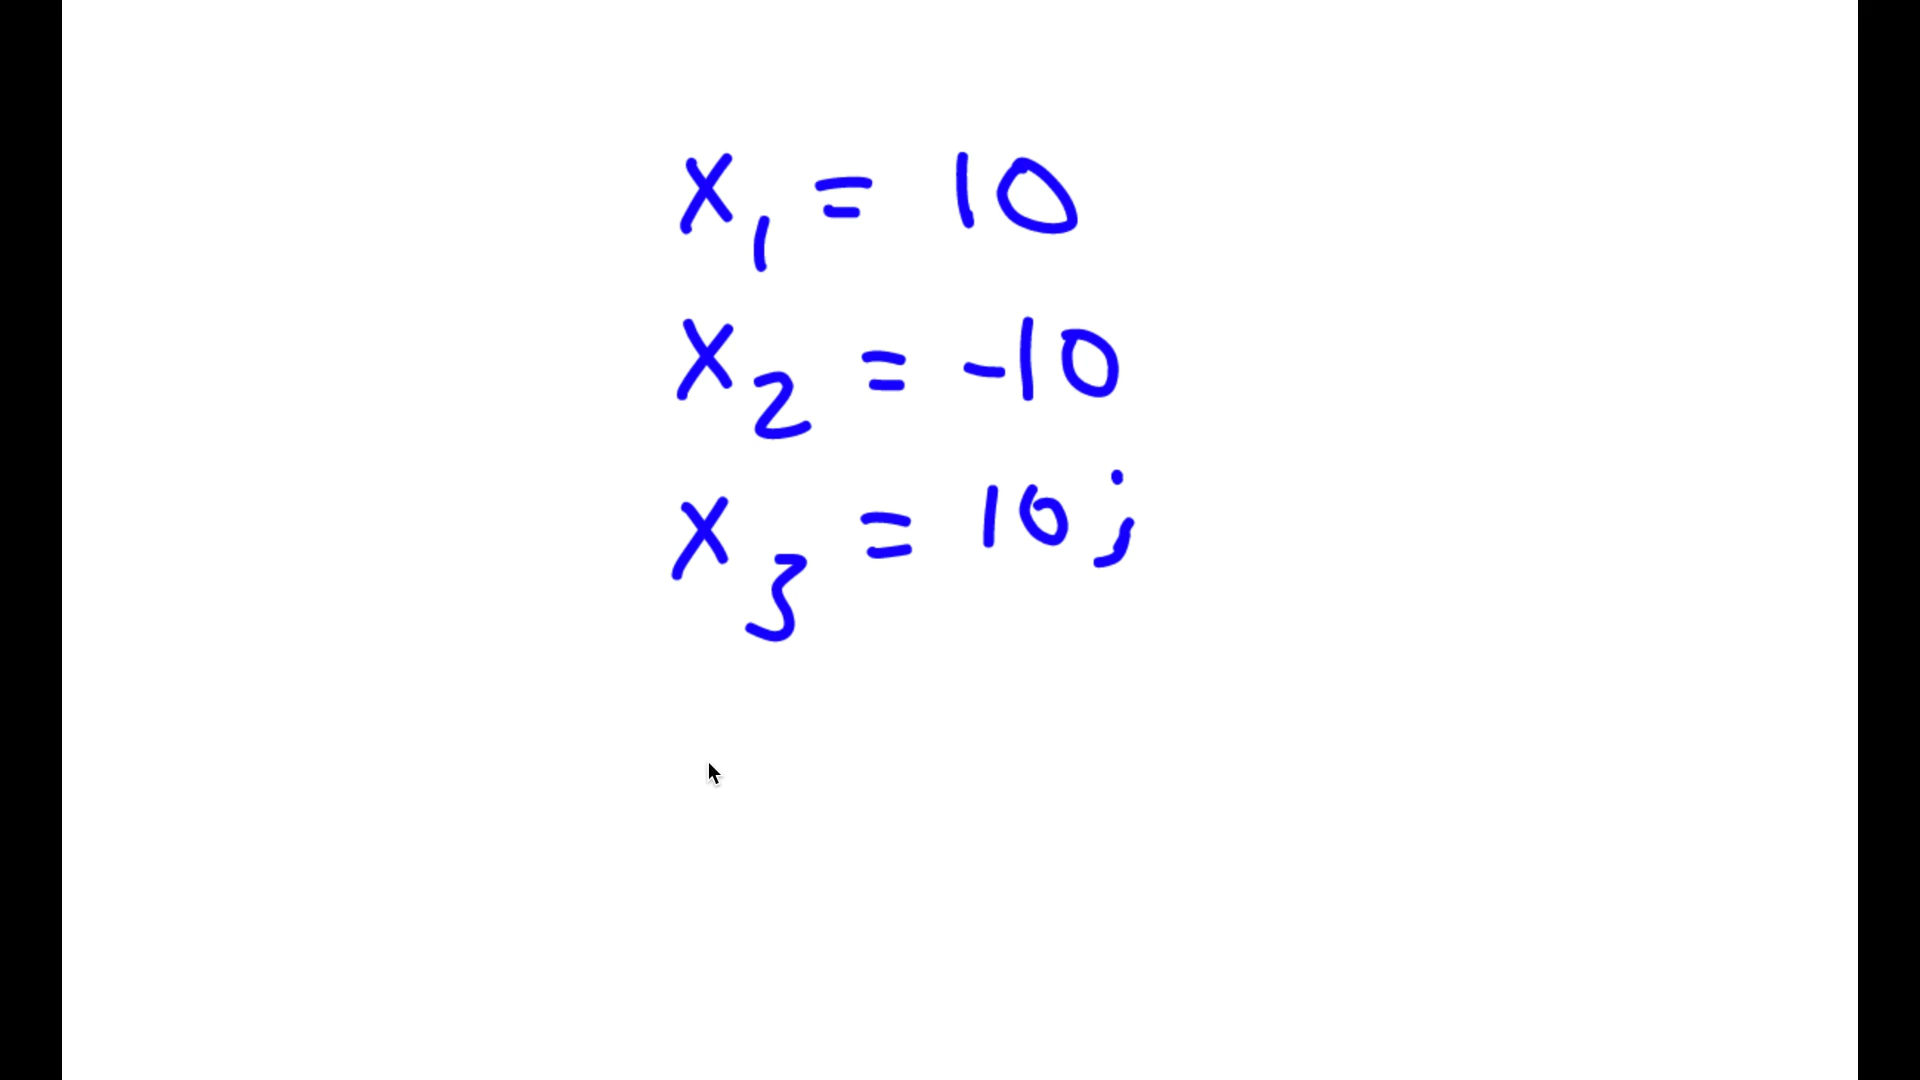 x₁ = 10
x₂ = -10
x₃ = 10j